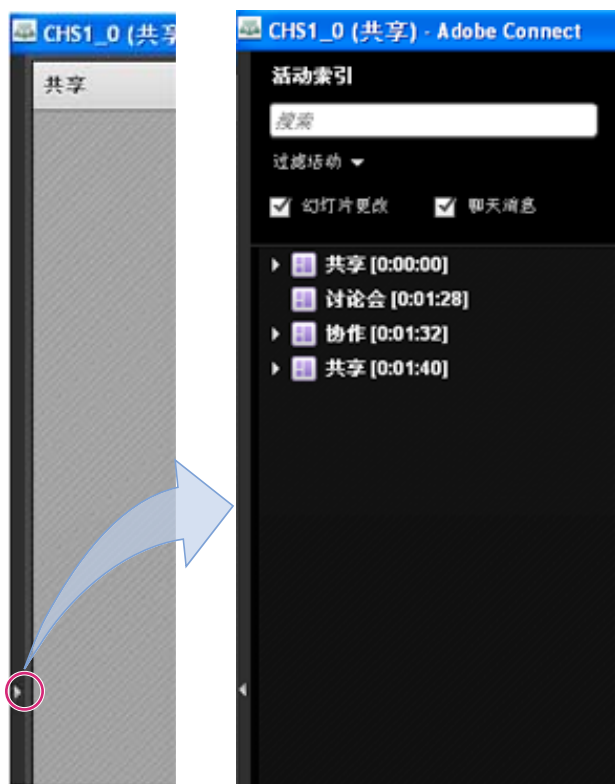 CHS1_0 (共享
共享
CHS1_0 (共享) - Adobe Connect
活动索引
搜索
过滤活动
幻灯片更改 聊天消息
共享 [0:00:00]
讨论会 [0:01:28]
协作 [0:01:32]
共享 [0:01:40]